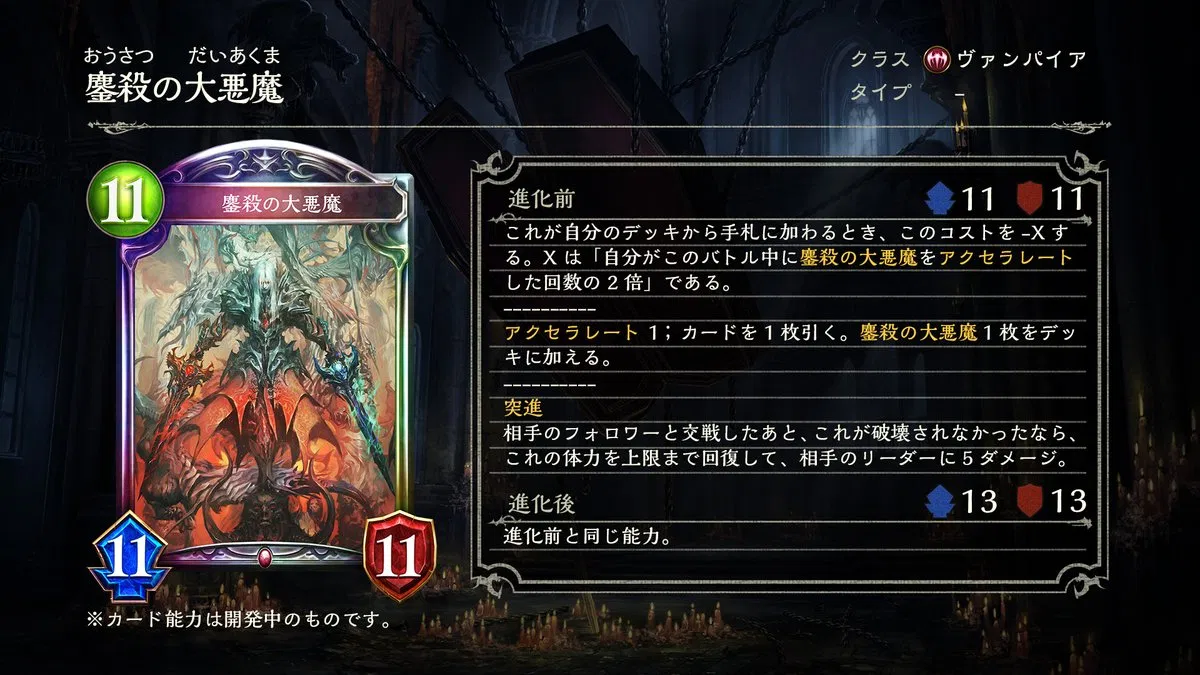 おうさつ だいあくま
鏖殺の大悪魔
クラス ヴァンパイア
タイプ –
11
鏖殺の大悪魔
11
11
※カード能力は開発中のものです。
進化前 11 11
これが自分のデッキから手札に加わるとき、このコストを-Xす
る。Xは「自分がこのバトル中に鏖殺の大悪魔をアクセラレート
した回数の2倍」である。
----------
アクセラレート 1；カードを1枚引く。鏖殺の大悪魔1枚をデッ
キに加える。
----------
突進
相手のフォロワーと交戦したあと、これが破壊されなかったなら、
これの体力を上限まで回復して、相手のリーダーに5ダメージ。
進化後 13 13
進化前と同じ能力。